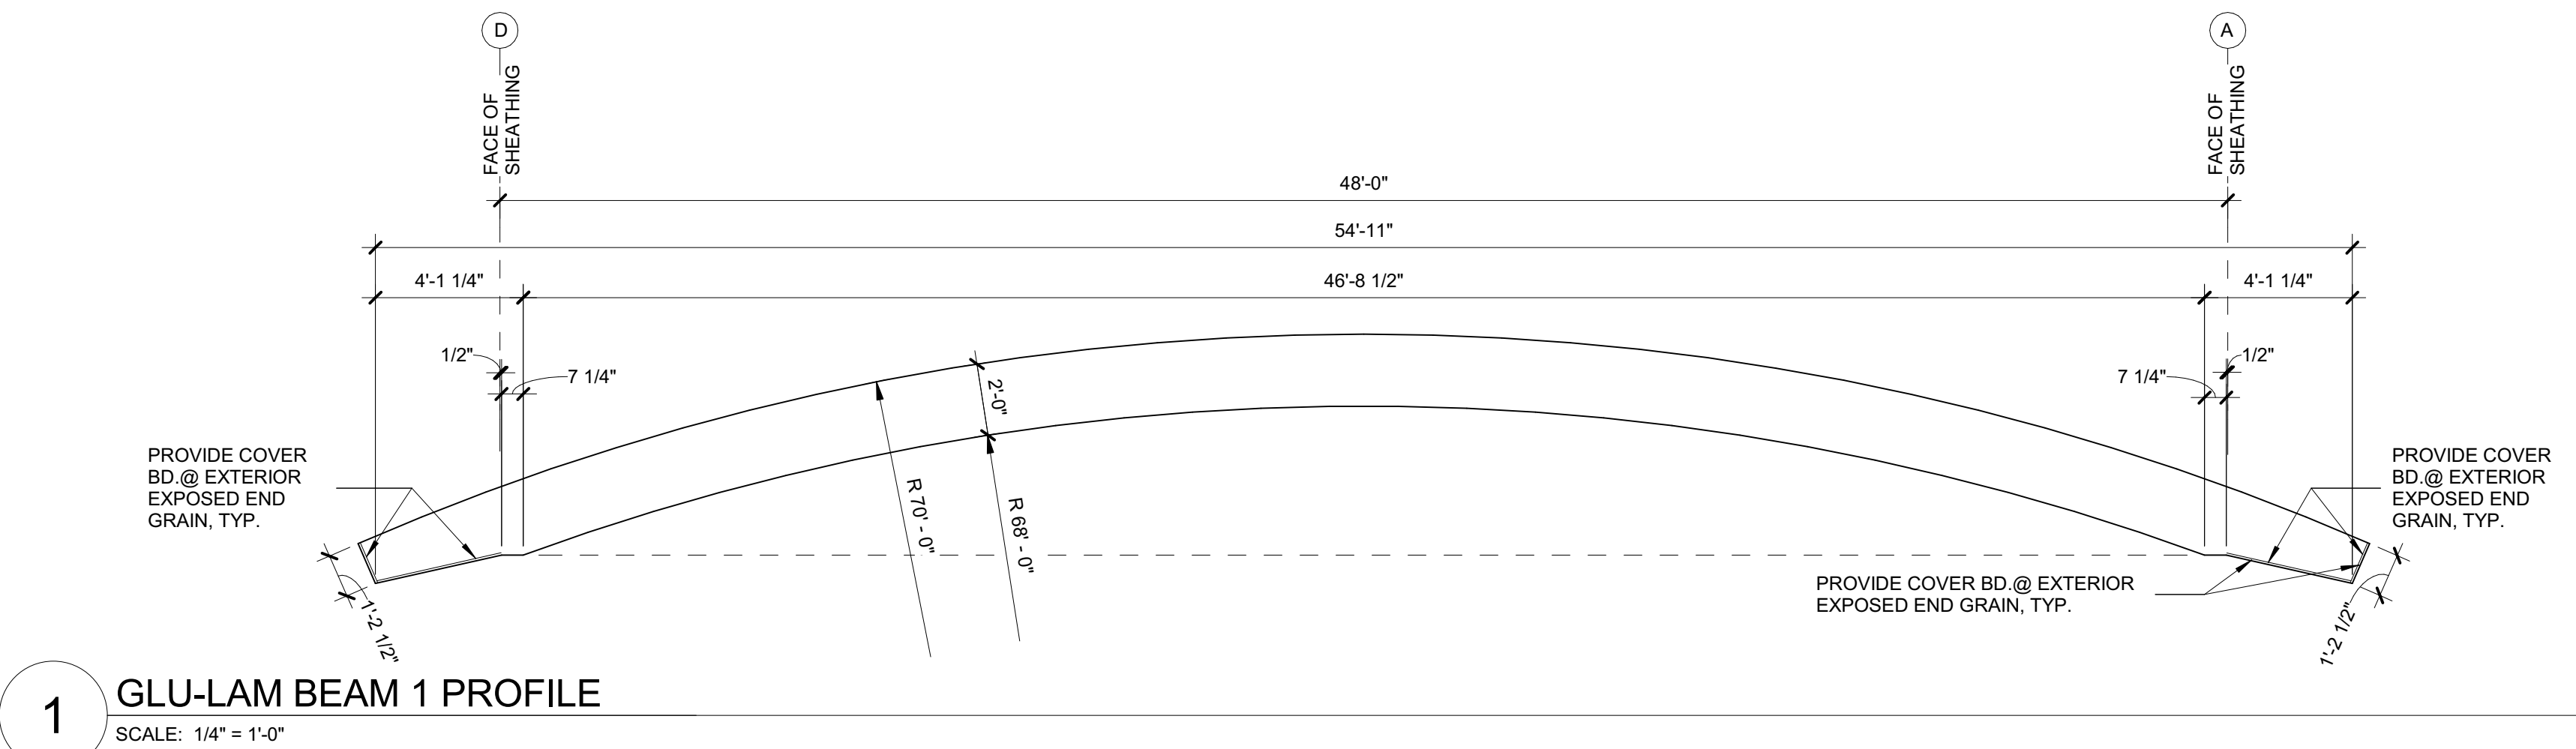 D
A
FACE OF
SHEATHING
FACE OF
SHEATHING
48'-0"
54'-11"
4'-1 1/4"
46'-8 1/2"
4'-1 1/4"
1/2"
7 1/4"
1/2"
7 1/4"
2'-0"
R 70' - 0"
R 68' - 0"
PROVIDE COVER
BD.@ EXTERIOR
EXPOSED END
GRAIN, TYP.
PROVIDE COVER
BD.@ EXTERIOR
EXPOSED END
GRAIN, TYP.
PROVIDE COVER BD.@ EXTERIOR
EXPOSED END GRAIN, TYP.
1'-2 1/2"
1'-2 1/2"
1
GLU-LAM BEAM 1 PROFILE
SCALE: 1/4" = 1'-0"